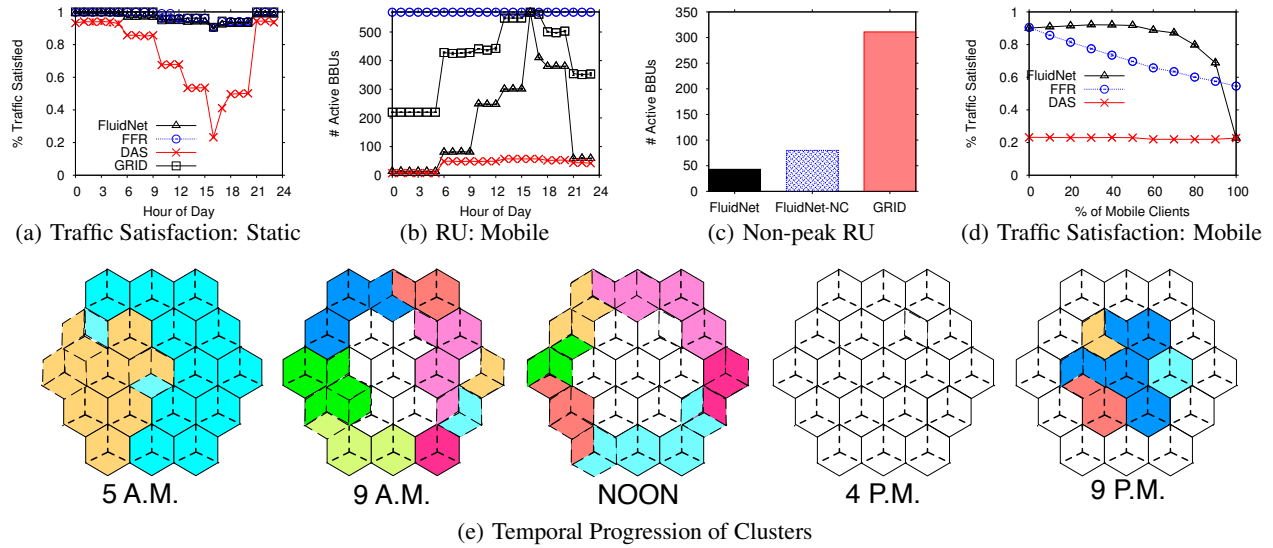 1
0.8
0.6
0.4
0.2
0
% Traffic Satisfied
FluidNet
FFR
DAS
GRID
0 3 6 9 12 15 18 21 24
Hour of Day
(a) Traffic Satisfaction: Static
500
400
300
200
100
0
# Active BBUs
0 3 6 9 12 15 18 21 24
Hour of Day
(b) RU: Mobile
350
300
250
200
150
100
50
0
# Active BBUs
FluidNet FluidNet-NC GRID
(c) Non-peak RU
1
0.8
0.6
0.4
0.2
0
% Traffic Satisfied
FluidNet
FFR
DAS
0 20 40 60 80 100
% of Mobile Clients
(d) Traffic Satisfaction: Mobile
5 A.M. 9 A.M. NOON 4 P.M. 9 P.M.
(e) Temporal Progression of Clusters